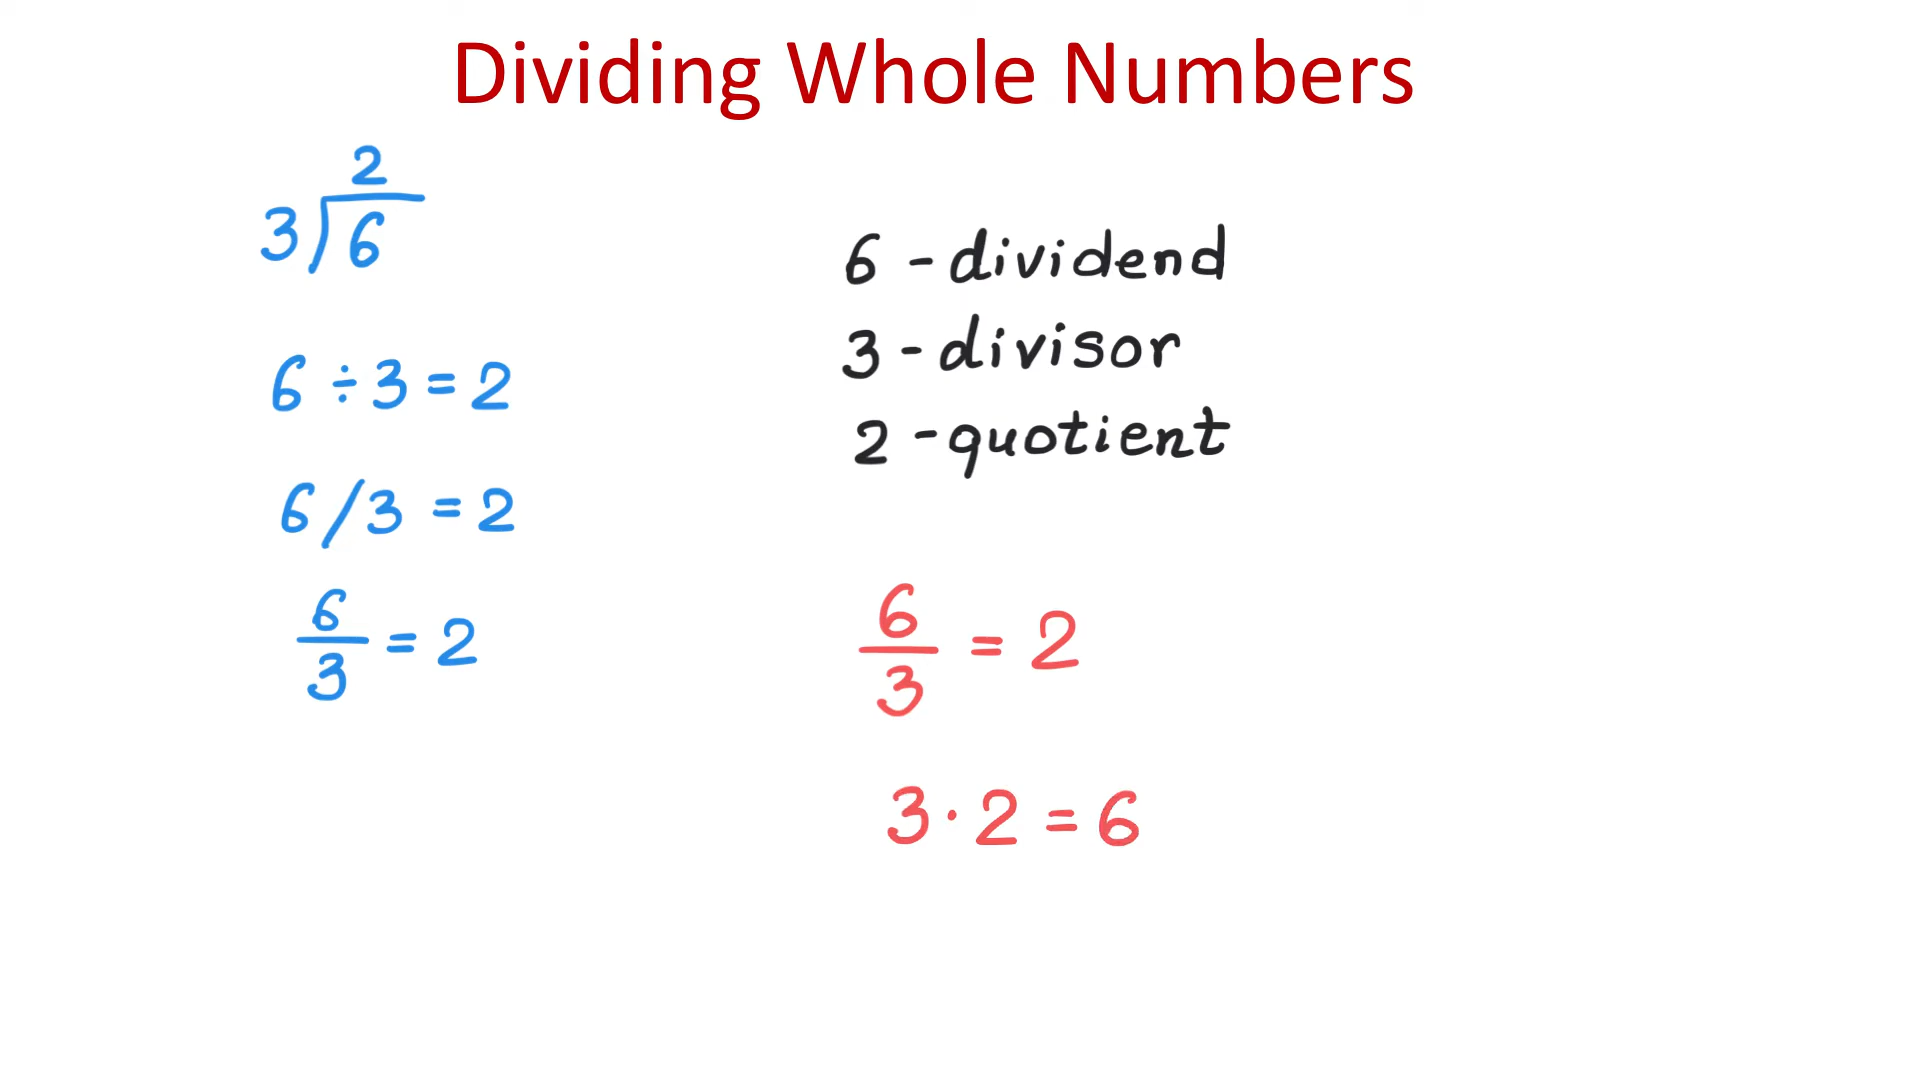 Dividing Whole Numbers
2
3⟌6
6 ÷ 3 = 2
6 / 3 = 2
6/3 = 2
6 - dividend
3 - divisor
2 - quotient
6/3 = 2
3 · 2 = 6